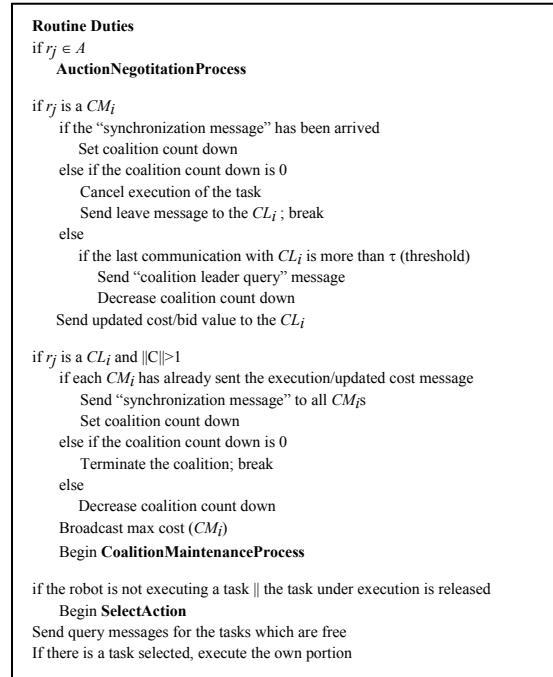 Routine Duties
if rj ∈ A
AuctionNegotitationProcess
if rj is a CMi
if the “synchronization message” has been arrived
Set coalition count down
else if the coalition count down is 0
Cancel execution of the task
Send leave message to the CLi ; break
else
if the last communication with CLi is more than τ (threshold)
Send “coalition leader query” message
Decrease coalition count down
Send updated cost/bid value to the CLi
if rj is a CLi and ||C||>1
if each CMi has already sent the execution/updated cost message
Send “synchronization message” to all CMis
Set coalition count down
else if the coalition count down is 0
Terminate the coalition; break
else
Decrease coalition count down
Broadcast max cost (CMi)
Begin CoalitionMaintenanceProcess
if the robot is not executing a task || the task under execution is released
Begin SelectAction
Send query messages for the tasks which are free
If there is a task selected, execute the own portion